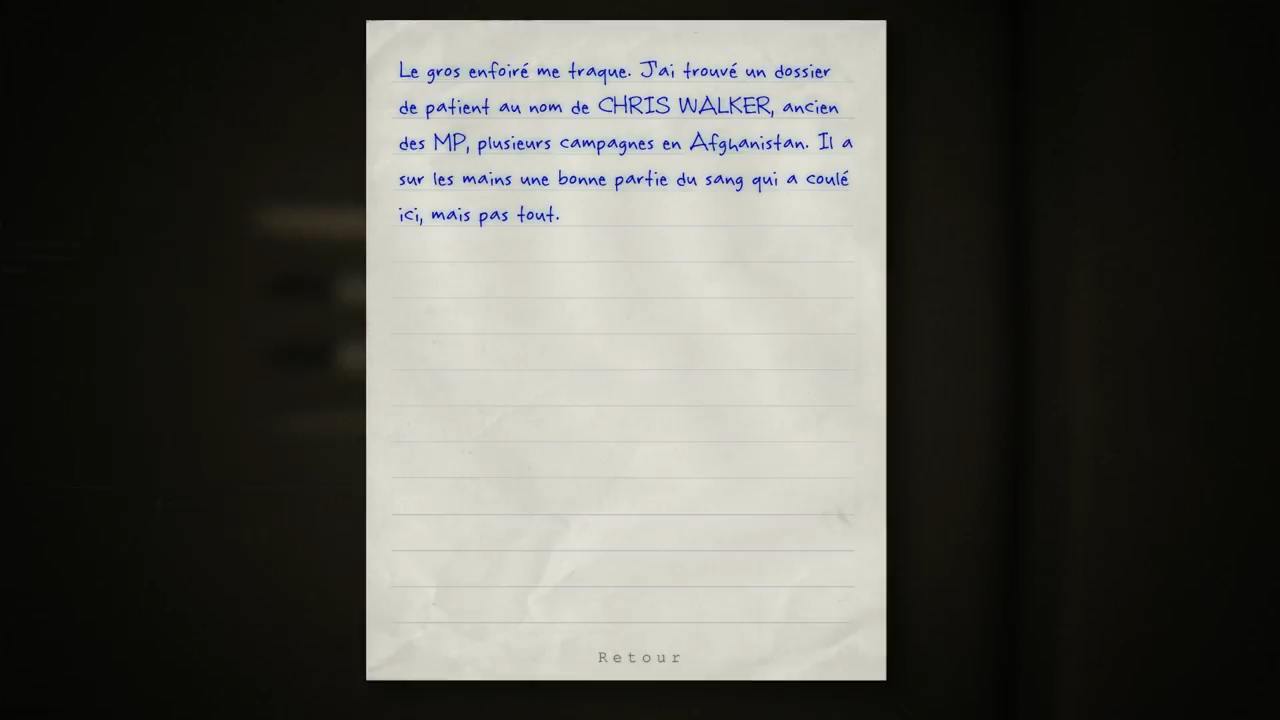 Le gros enfoiré me traque. J'ai trouvé un dossier
de patient au nom de CHRIS WALKER, ancien
des MP, plusieurs campagnes en Afghanistan. Il a
sur les mains une bonne partie du sang qui a coulé
ici, mais pas tout.
Retour